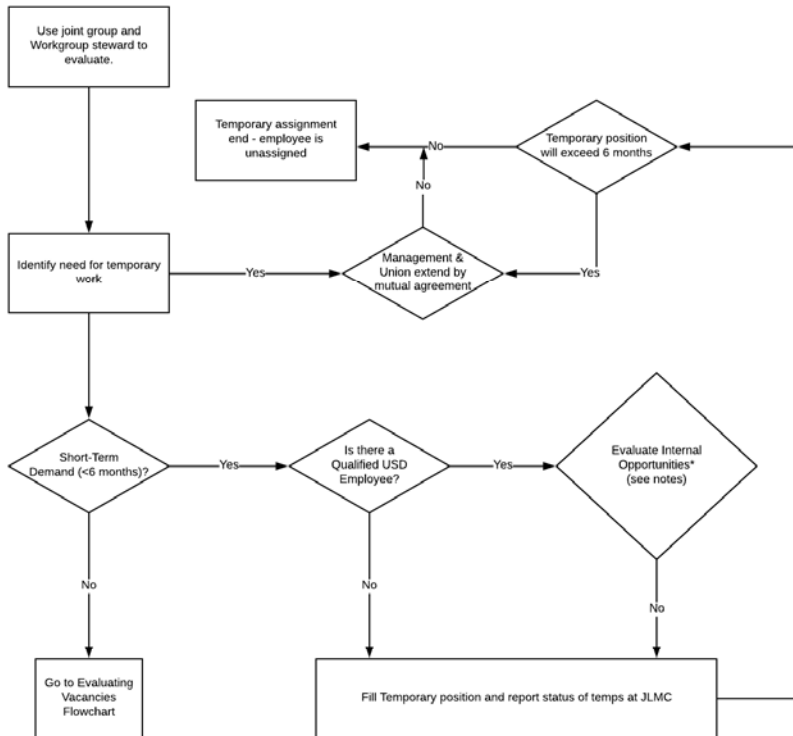 Use joint group and
Workgroup steward to
evaluate.
Temporary assignment
end - employee is
unassigned
No
Temporary position
will exceed 6 months
No
Identify need for temporary
work
Yes
Management &
Union extend by
mutual agreement
Yes
Short-Term
Demand (<6 months)?
Yes
Is there a
Qualified USD
Employee?
Yes
Evaluate Internal
Opportunities*
(see notes)
No
No
No
Go to Evaluating
Vacancies
Flowchart
Fill Temporary position and report status of temps at JLMC